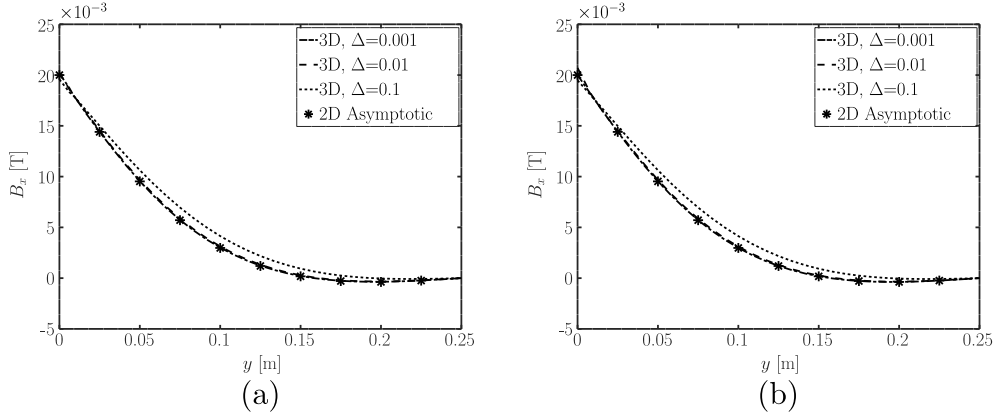 ×10⁻³
25
20
15
10
5
0
-5
Bₓ [T]
0 0.05 0.1 0.15 0.2 0.25
y [m]
3D, Δ=0.001
3D, Δ=0.01
3D, Δ=0.1
2D Asymptotic
(a)
×10⁻³
25
20
15
10
5
0
-5
Bₓ [T]
0 0.05 0.1 0.15 0.2 0.25
y [m]
3D, Δ=0.001
3D, Δ=0.01
3D, Δ=0.1
2D Asymptotic
(b)